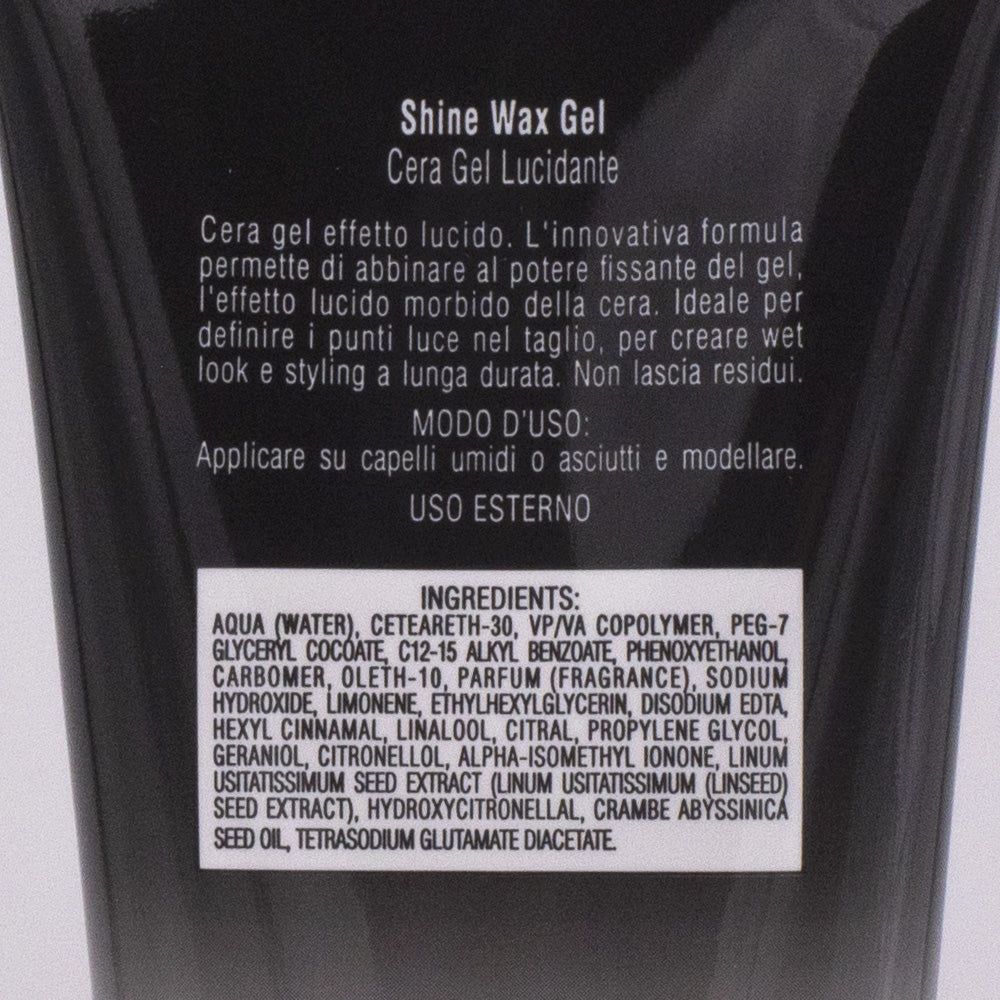 Shine Wax Gel
Cera Gel Lucidante
Cera gel effetto lucido. L'innovativa formula
permette di abbinare al potere fissante del gel,
l'effetto lucido morbido della cera. Ideale per
definire i punti luce nel taglio, per creare wet
look e styling a lunga durata. Non lascia residui.
MODO D'USO:
Applicare su capelli umidi o asciutti e modellare.
USO ESTERNO
INGREDIENTS:
AQUA (WATER), CETEARETH-30, VP/VA COPOLYMER, PEG-7
GLYCERYL COCOATE, C12-15 ALKYL BENZOATE, PHENOXYETHANOL,
CARBOMER, OLETH-10, PARFUM (FRAGRANCE), SODIUM
HYDROXIDE, LIMONENE, ETHYLHEXYLGLYCERIN, DISODIUM EDTA,
HEXYL CINNAMAL, LINALOOL, CITRAL, PROPYLENE GLYCOL,
GERANIOL, CITRONELLOL, ALPHA-ISOMETHYL IONONE, LINUM
USITATISSIMUM SEED EXTRACT (LINUM USITATISSIMUM (LINSEED)
SEED EXTRACT), HYDROXYCITRONELLAL, CRAMBE ABYSSINICA
SEED OIL, TETRASODIUM GLUTAMATE DIACETATE.